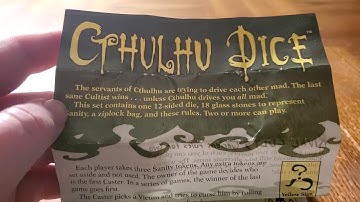 CTHULHU DICE™
The servants of Cthulhu are trying to drive each other mad. The last
sane Cultist wins . . . unless Cthulhu drives you all mad.
This set contains one 12-sided die, 18 glass stones to represent
sanity, a ziplock bag, and these rules. Two or more can play.
Each player takes three Sanity tokens. Any extra tokens are
set aside and not used. The owner of the game decides who
is the first Caster. In a series of games, the winner of the last
game goes first.
The Caster picks a Victim and tries to curse him by rolling
Yellow Sign